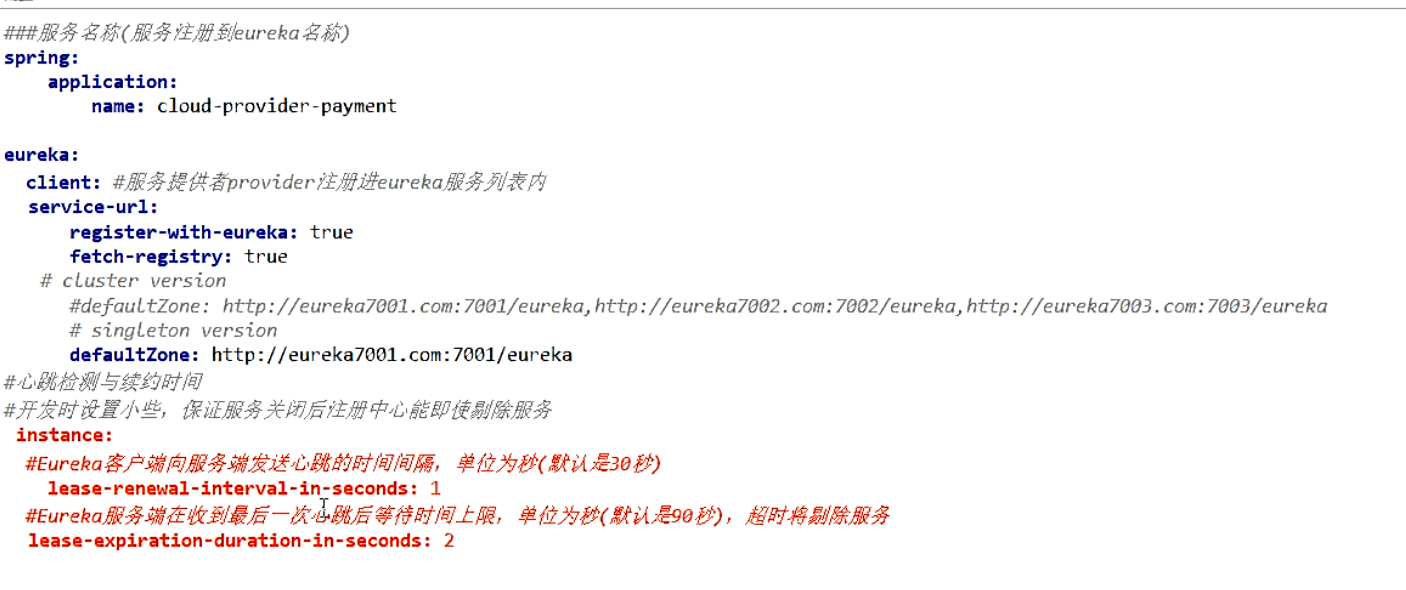 ###服务名称(服务注册到eureka名称)
spring:
    application:
        name: cloud-provider-payment
eureka:
  client: #服务提供者provider注册进eureka服务列表内
  service-url:
      register-with-eureka: true
      fetch-registry: true
   # cluster version
      #defaultZone: http://eureka7001.com:7001/eureka,http://eureka7002.com:7002/eureka,http://eureka7003.com:7003/eureka
      # singleton version
      defaultZone: http://eureka7001.com:7001/eureka
#心跳检测与续约时间
#开发时设置小些，保证服务关闭后注册中心能即使剔除服务
 instance:
  #Eureka客户端向服务端发送心跳的时间间隔，单位为秒(默认是30秒)
    lease-renewal-interval-in-seconds: 1
  #Eureka服务端在收到最后一次心跳后等待时间上限，单位为秒(默认是90秒)，超时将剔除服务
  lease-expiration-duration-in-seconds: 2